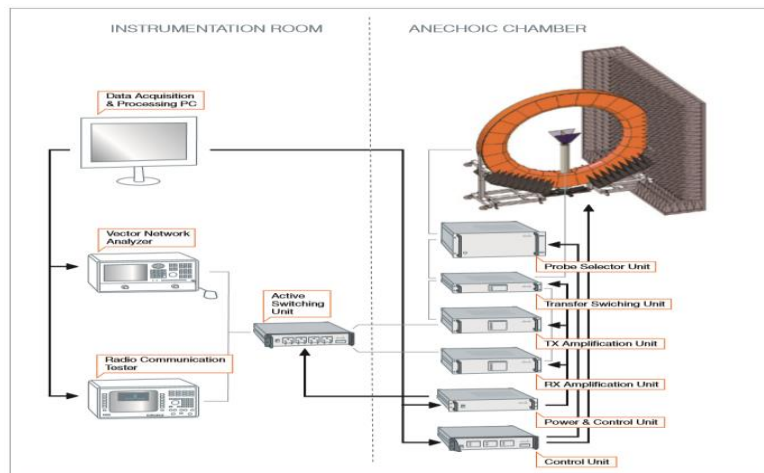 INSTRUMENTATION ROOM
ANECHOIC CHAMBER
Data Acquisition
& Processing PC
Vector Network
Analyzer
Active
Switching
Unit
Radio Communication
Tester
Probe Selector Unit
Transfer Swiching Unit
TX Amplification Unit
RX Amplification Unit
Power & Control Unit
Control Unit